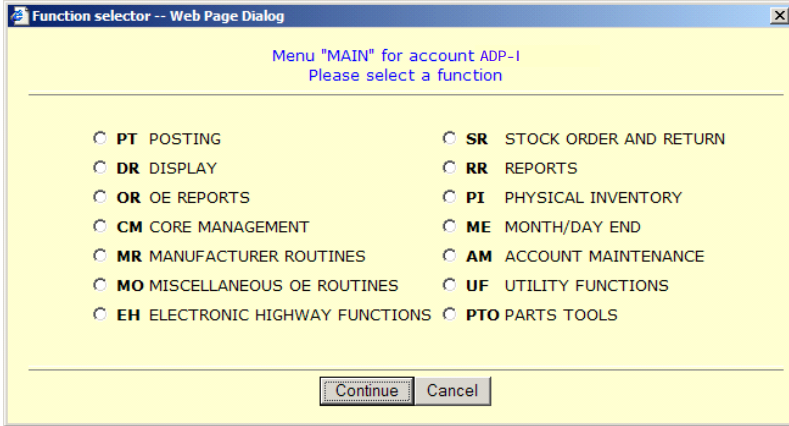 Function selector -- Web Page Dialog
Menu "MAIN" for account ADP-I
Please select a function
PT POSTING
DR DISPLAY
OR OE REPORTS
CM CORE MANAGEMENT
MR MANUFACTURER ROUTINES
MO MISCELLANEOUS OE ROUTINES
EH ELECTRONIC HIGHWAY FUNCTIONS
SR STOCK ORDER AND RETURN
RR REPORTS
PI PHYSICAL INVENTORY
ME MONTH/DAY END
AM ACCOUNT MAINTENANCE
UF UTILITY FUNCTIONS
PTO PARTS TOOLS
Continue Cancel